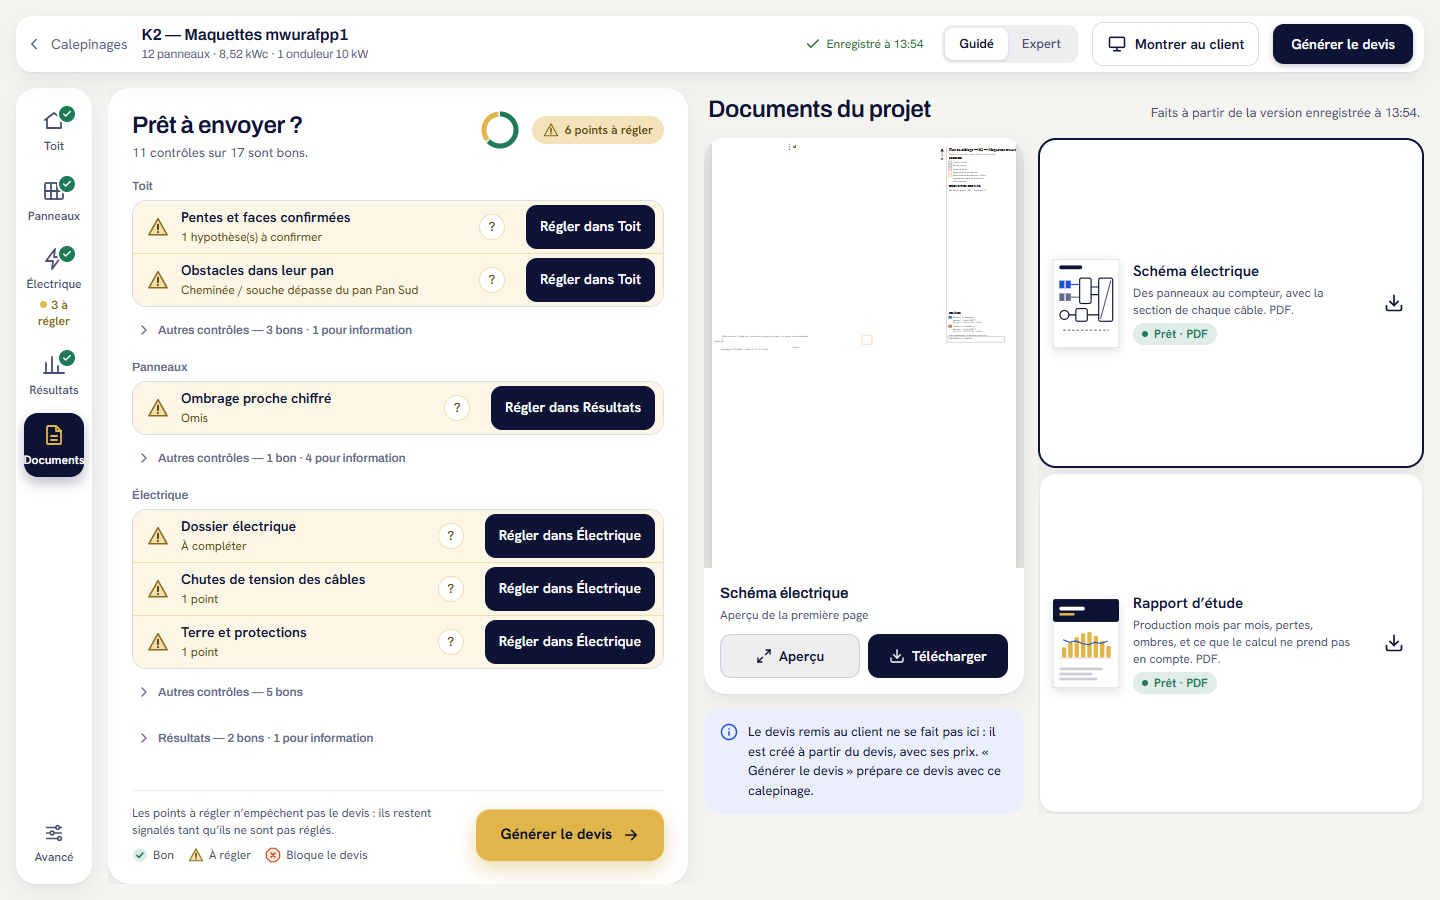 Calepinages
K2 — Maquettes mwurafpp1
12 panneaux · 8,52 kWc · 1 onduleur 10 kW
Enregistré à 13:54
Guidé
Expert
Montrer au client
Générer le devis
Toit
Panneaux
Électrique
3 à
régler
Résultats
Documents
Avancé
Prêt à envoyer ?
11 contrôles sur 17 sont bons.
6 points à régler
Toit
Pentes et faces confirmées
1 hypothèse(s) à confirmer
?
Régler dans Toit
Obstacles dans leur pan
Cheminée / souche dépasse du pan Pan Sud
?
Régler dans Toit
Autres contrôles — 3 bons · 1 pour information
Panneaux
Ombrage proche chiffré
Omis
?
Régler dans Résultats
Autres contrôles — 1 bon · 4 pour information
Électrique
Dossier électrique
À compléter
?
Régler dans Électrique
Chutes de tension des câbles
1 point
?
Régler dans Électrique
Terre et protections
1 point
?
Régler dans Électrique
Autres contrôles — 5 bons
Résultats — 2 bons · 1 pour information
Les points à régler n’empêchent pas le devis : ils restent
signalés tant qu’ils ne sont pas réglés.
Bon
À régler
Bloque le devis
Générer le devis
Documents du projet
Faits à partir de la version enregistrée à 13:54.
Schéma électrique
Aperçu de la première page
Aperçu
Télécharger
Le devis remis au client ne se fait pas ici : il
est créé à partir du devis, avec ses prix. «
Générer le devis » prépare ce devis avec ce
calepinage.
Schéma électrique
Des panneaux au compteur, avec la
section de chaque câble. PDF.
Prêt · PDF
Rapport d’étude
Production mois par mois, pertes,
ombres, et ce que le calcul ne prend pas
en compte. PDF.
Prêt · PDF